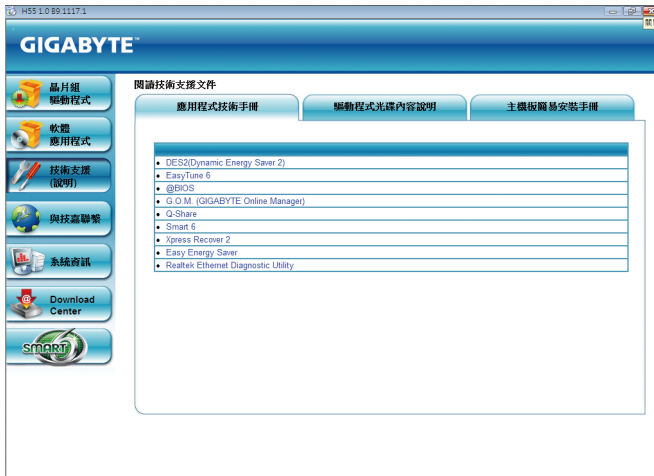 H55 1.0 B9.1117.1
GIGABYTE™
晶片組
驅動程式
軟體
應用程式
技術支援
(說明)
與技嘉聯繫
系統資訊
Download
Center
SMART6
閱讀技術支援文件
應用程式技術手冊
驅動程式光碟內容說明
主機板簡易安裝手冊
• DES2(Dynamic Energy Saver 2)
• EasyTune 6
• @BIOS
• G.O.M. (GIGABYTE Online Manager)
• Q-Share
• Smart 6
• Xpress Recover 2
• Easy Energy Saver
• Realtek Ethernet Diagnostic Utility